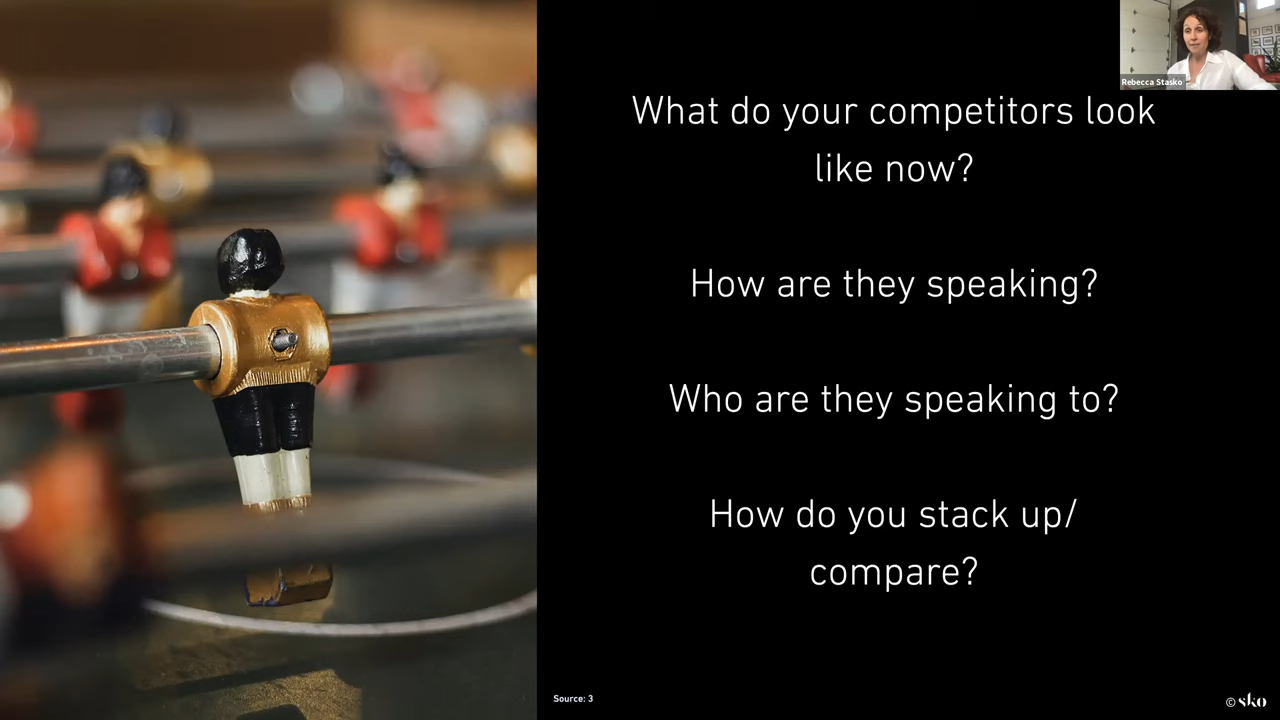 Rebecca Stasko
What do your competitors look
like now?
How are they speaking?
Who are they speaking to?
How do you stack up/
compare?
Source: 3
© sko